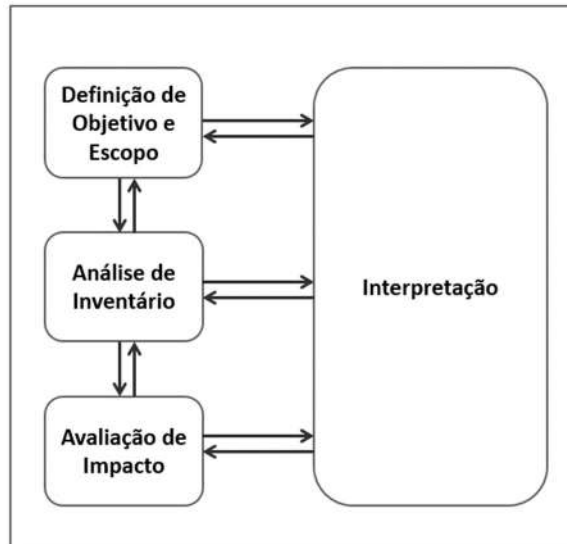 Definição de
Objetivo e
Escopo
Análise de
Inventário
Interpretação
Avaliação de
Impacto